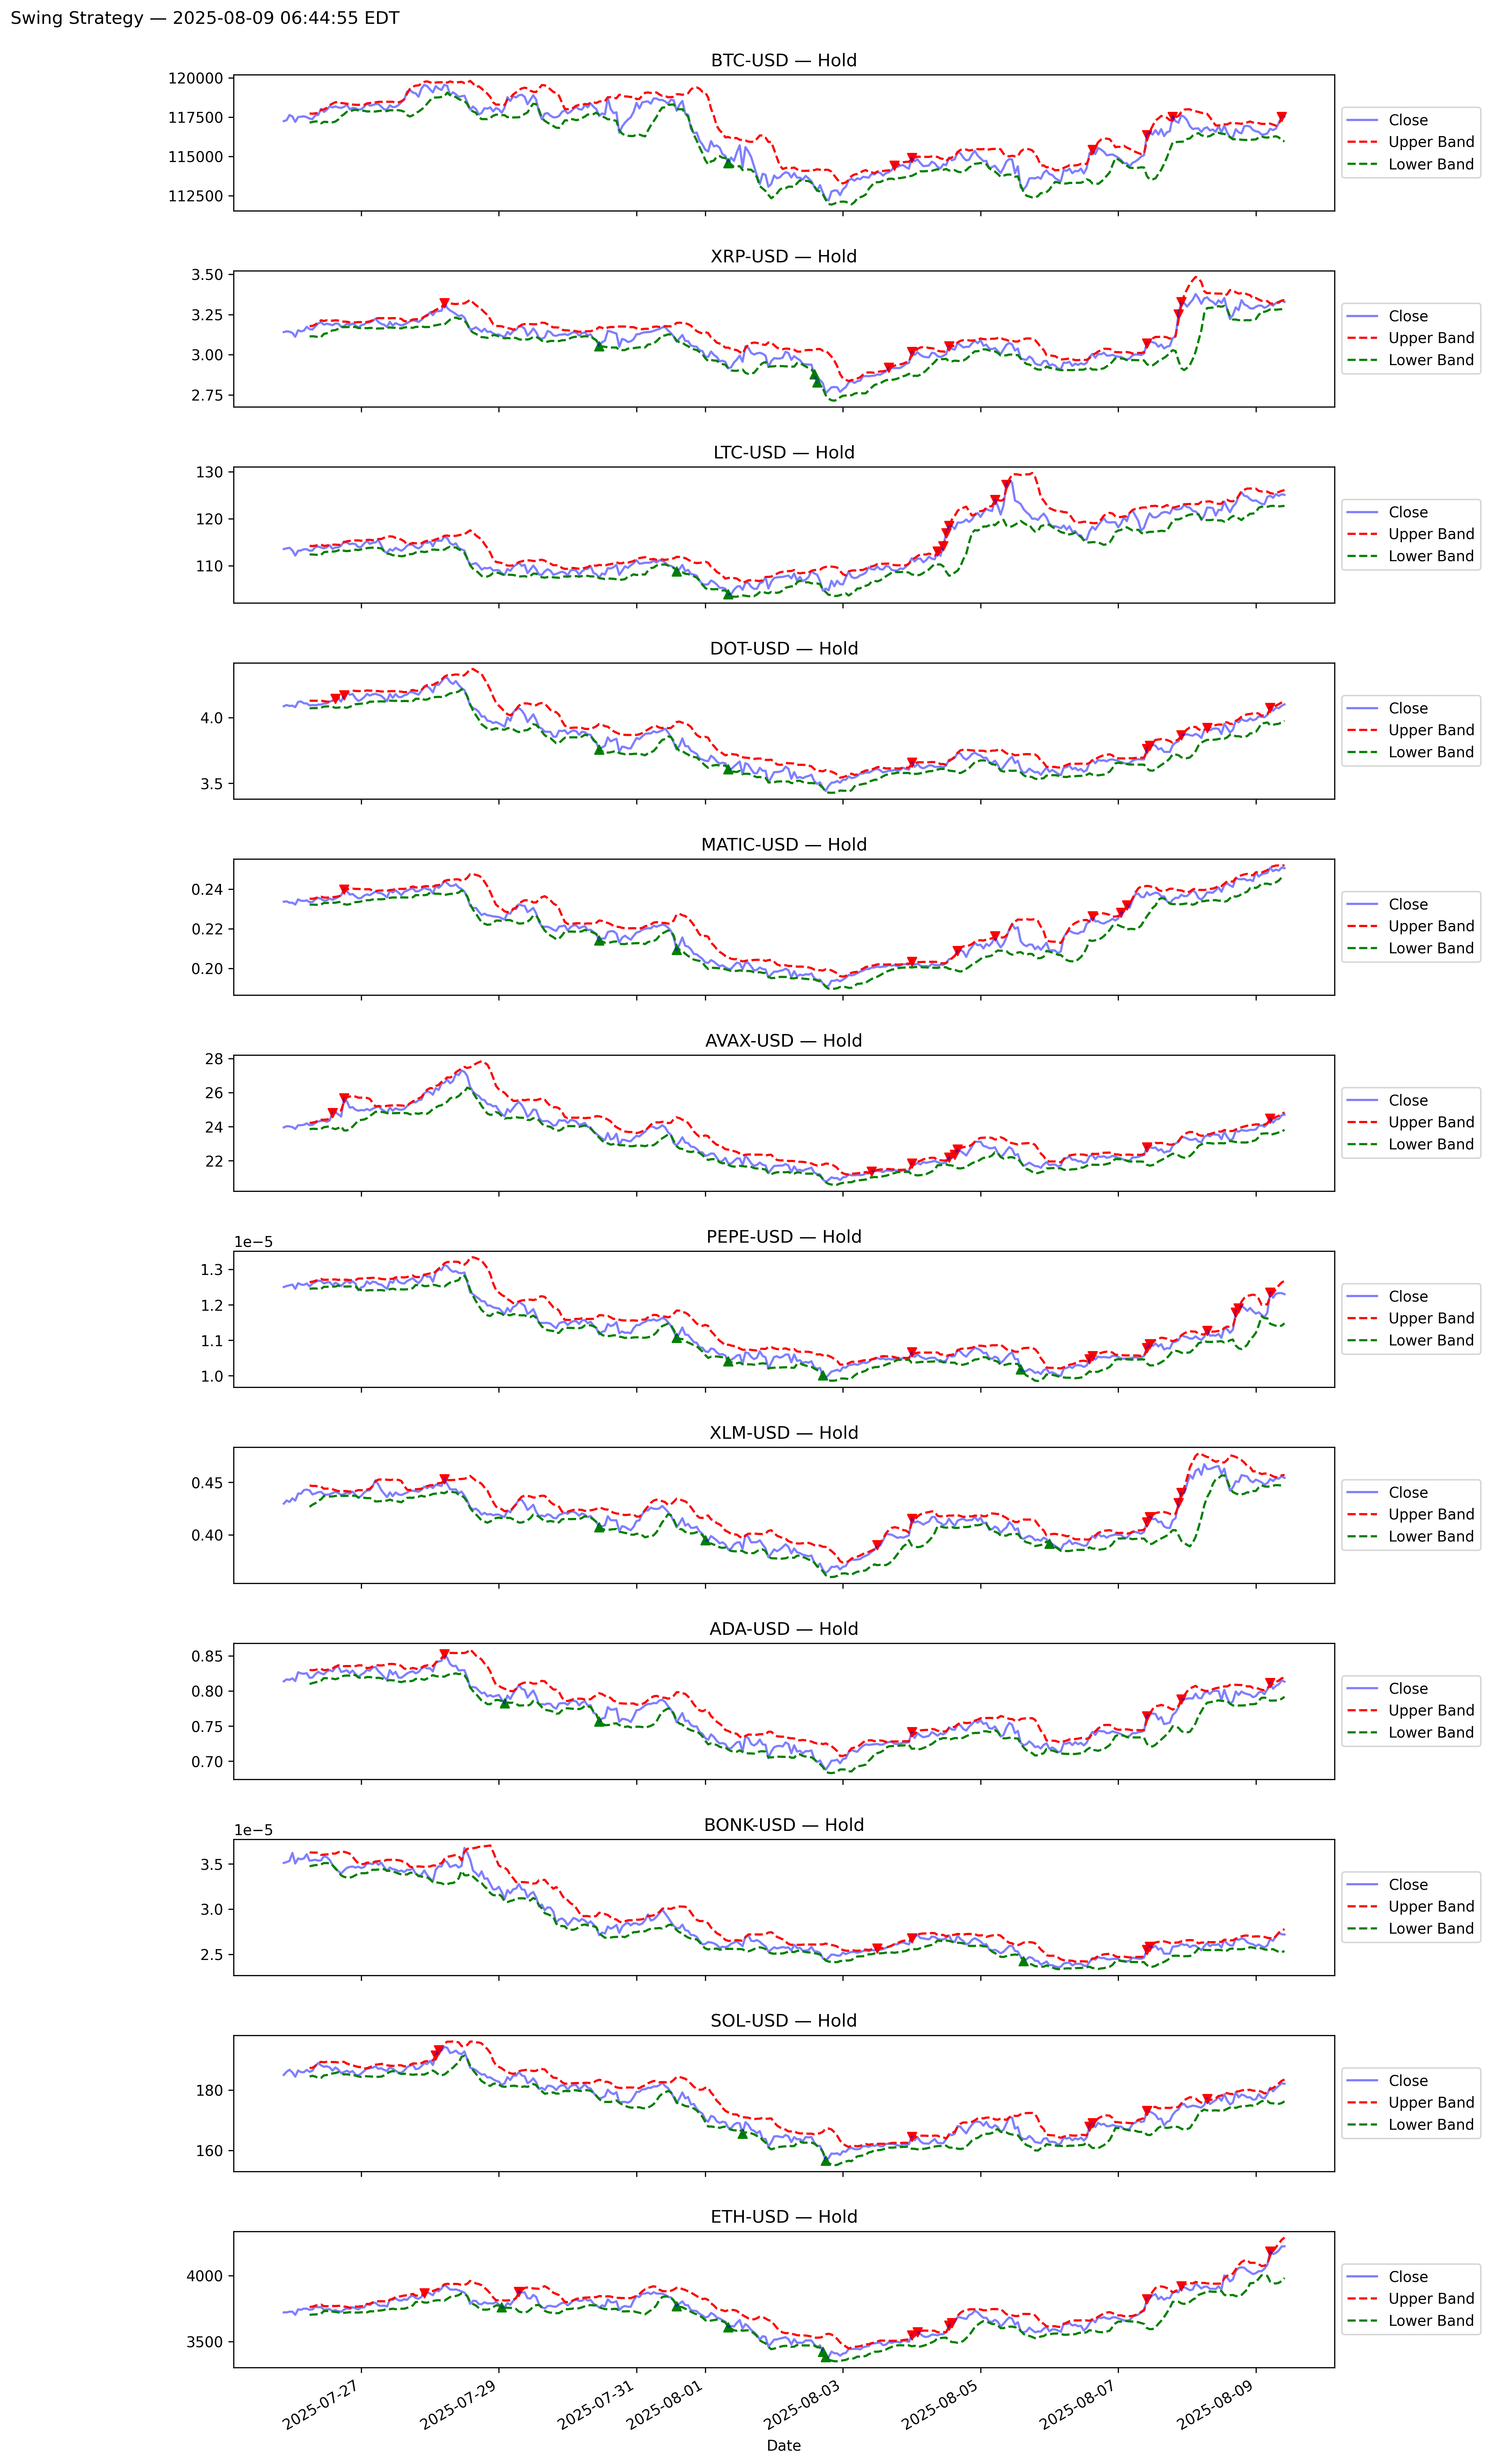 Swing Strategy — 2025-08-09 06:44:55 EDT
BTC-USD — Hold
120000
117500
115000
112500
Close
Upper Band
Lower Band
XRP-USD — Hold
3.50
3.25
3.00
2.75
Close
Upper Band
Lower Band
LTC-USD — Hold
130
120
110
Close
Upper Band
Lower Band
DOT-USD — Hold
4.0
3.5
Close
Upper Band
Lower Band
MATIC-USD — Hold
0.24
0.22
0.20
Close
Upper Band
Lower Band
AVAX-USD — Hold
28
26
24
22
Close
Upper Band
Lower Band
PEPE-USD — Hold
1e−5
1.3
1.2
1.1
1.0
Close
Upper Band
Lower Band
XLM-USD — Hold
0.45
0.40
Close
Upper Band
Lower Band
ADA-USD — Hold
0.85
0.80
0.75
0.70
Close
Upper Band
Lower Band
BONK-USD — Hold
1e−5
3.5
3.0
2.5
Close
Upper Band
Lower Band
SOL-USD — Hold
180
160
Close
Upper Band
Lower Band
ETH-USD — Hold
4000
3500
Close
Upper Band
Lower Band
2025-07-27
2025-07-29
2025-07-31
2025-08-01
2025-08-03
2025-08-05
2025-08-07
2025-08-09
Date